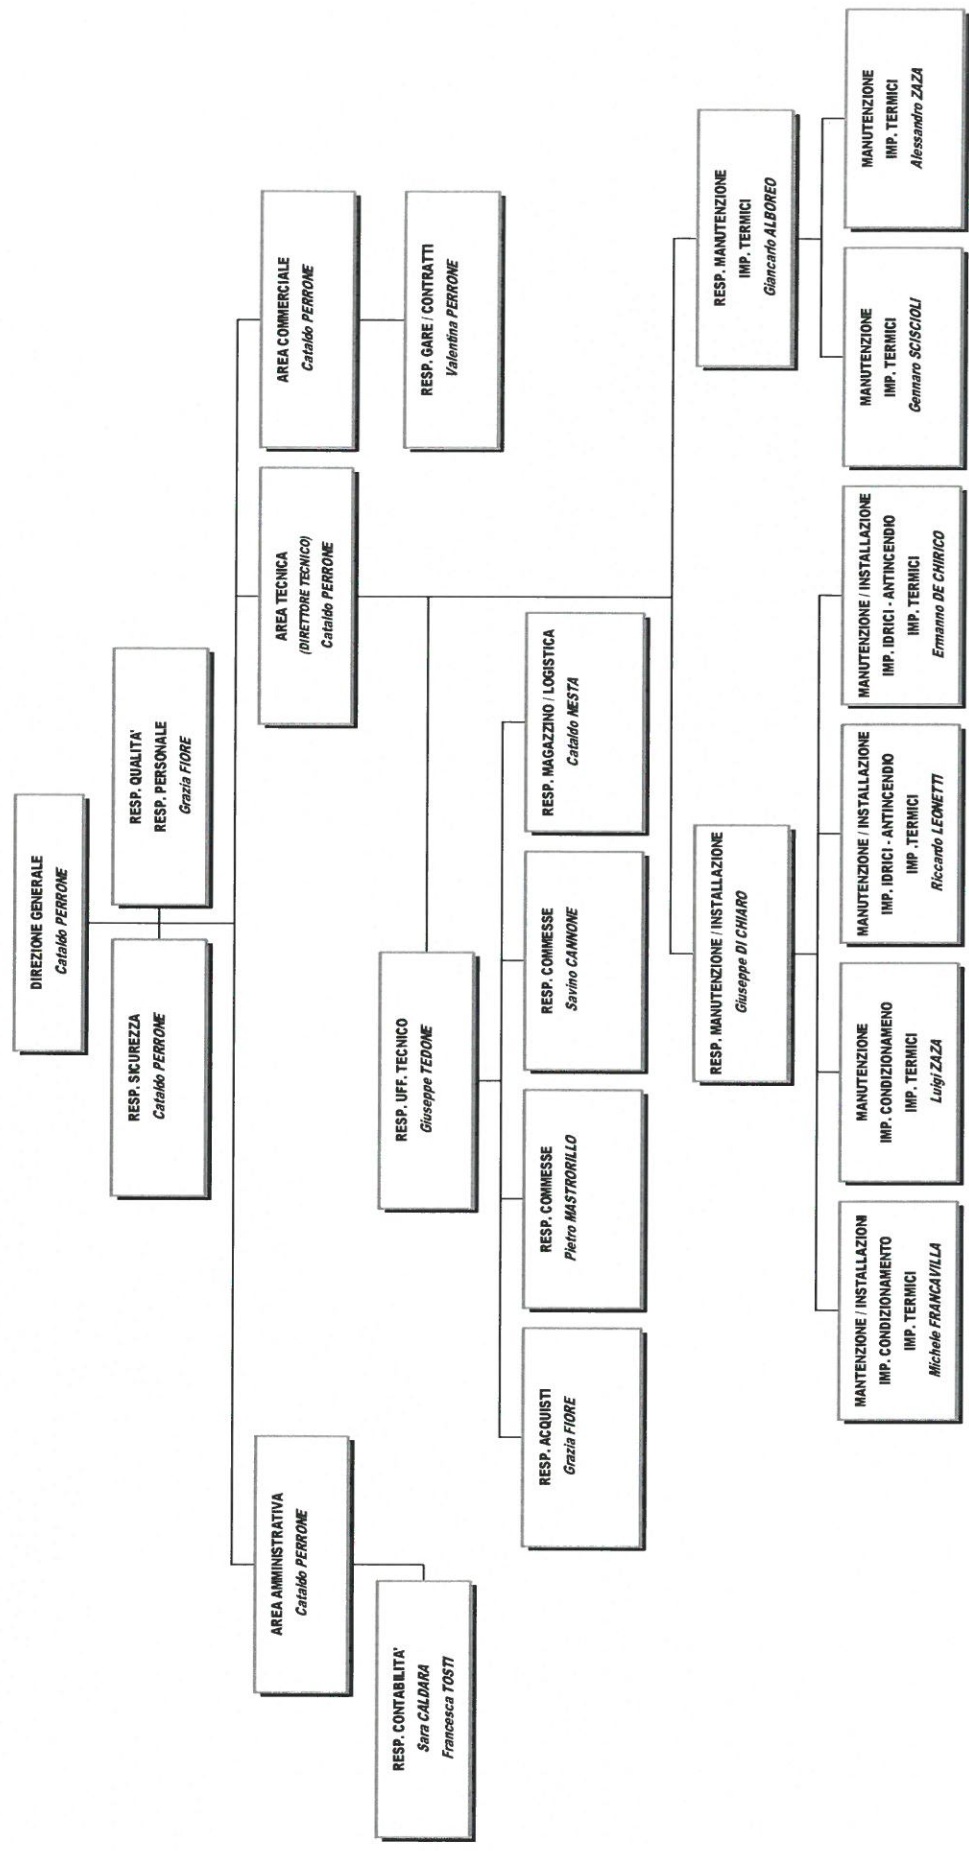 DIREZIONE GENERALE
Cataldo PERRONE
RESP. SICUREZZA
Cataldo PERRONE
RESP. QUALITA'
RESP. PERSONALE
Grazia FIORE
AREA AMMINISTRATIVA
Cataldo PERRONE
AREA TECNICA
(DIRETTORE TECNICO)
Cataldo PERRONE
AREA COMMERCIALE
Cataldo PERRONE
RESP. CONTABILITA'
Sara CALDARA
Francesca TOSTI
RESP. UFF. TECNICO
Giuseppe TEDONE
RESP. GARE / CONTRATTI
Valentina PERRONE
RESP. ACQUISTI
Grazia FIORE
RESP. COMMESSE
Pietro MASTRORILLO
RESP. COMMESSE
Savino CANNONE
RESP. MAGAZZINO / LOGISTICA
Cataldo MESTA
RESP. MANUTENZIONE / INSTALLAZIONE
Giuseppe DI CHIARO
RESP. MANUTENZIONE
IMP. TERMICI
Giancarlo ALBOREO
MANTENZIONE / INSTALLAZIONI
IMP. CONDIZIONAMENTO
IMP. TERMICI
Michele FRANCAVILLA
MANUTENZIONE
IMP. CONDIZIONAMENO
IMP. TERMICI
Luigi ZAZA
MANUTENZIONE / INSTALLAZIONE
IMP. IDRICI - ANTINCENDIO
IMP .TERMICI
Riccardo LEONETTI
MANUTENZIONE / INSTALLAZIONE
IMP. IDRICI - ANTINCENDIO
IMP. TERMICI
Ermanno DE CHIRICO
MANUTENZIONE
IMP. TERMICI
Gennaro SCISCIOLI
MANUTENZIONE
IMP. TERMICI
Alessandro ZAZA